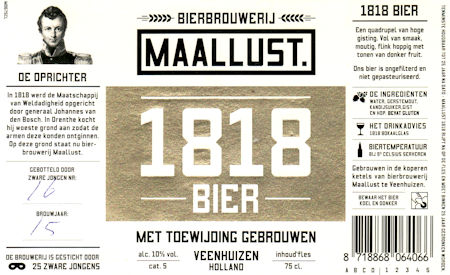 DE OPRICHTER
In 1818 werd de Maatschappij
van Weldadigheid opgericht
door generaal Johannes van
den Bosch. In Drenthe kocht
hij woeste grond aan zodat de
armen deze konden ontginnen.
Op deze grond staat nu bier-
brouwerij Maallust.
GEBOTTELD DOOR
ZWARE JONGEN NR:
16
BROUWJAAR:
15
DE BROUWERIJ IS GESTICHT DOOR
25 ZWARE JONGENS
BIERBROUWERIJ
MAALLUST.
1818
BIER
MET TOEWIJDING GEBROUWEN
alc. 10% vol.
cat. 5
VEENHUIZEN
HOLLAND
inhoud fles
75 cl.
1818 BIER
Een quadrupel van hoge
gisting. Vol van smaak,
moutig, flink hoppig met
tonen van donker fruit.
Ons bier is ongefilterd en
niet gepasteuriseerd.
DE INGREDIËNTEN
WATER, GERSTEMOUT,
KANDIJSUIKER, GIST
EN HOP. BEVAT GLUTEN
HET DRINKADVIES
1818 BOKAALGLAS
BIERTEMPERATUUR
BIJ 8° CELSIUS SERVEREN
Gebrouwen in de koperen
ketels van bierbrouwerij
Maallust te Veenhuizen.
BEWAAR HET BIER
KOEL EN DONKER
8 718868 064066
A B C D 1 2 3 4 5